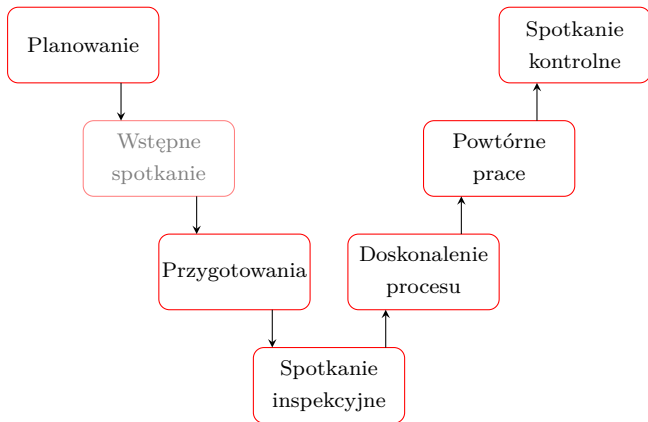 Planowanie
Wstępne
spotkanie
Przygotowania
Spotkanie
inspekcyjne
Doskonalenie
procesu
Powtórne
prace
Spotkanie
kontrolne